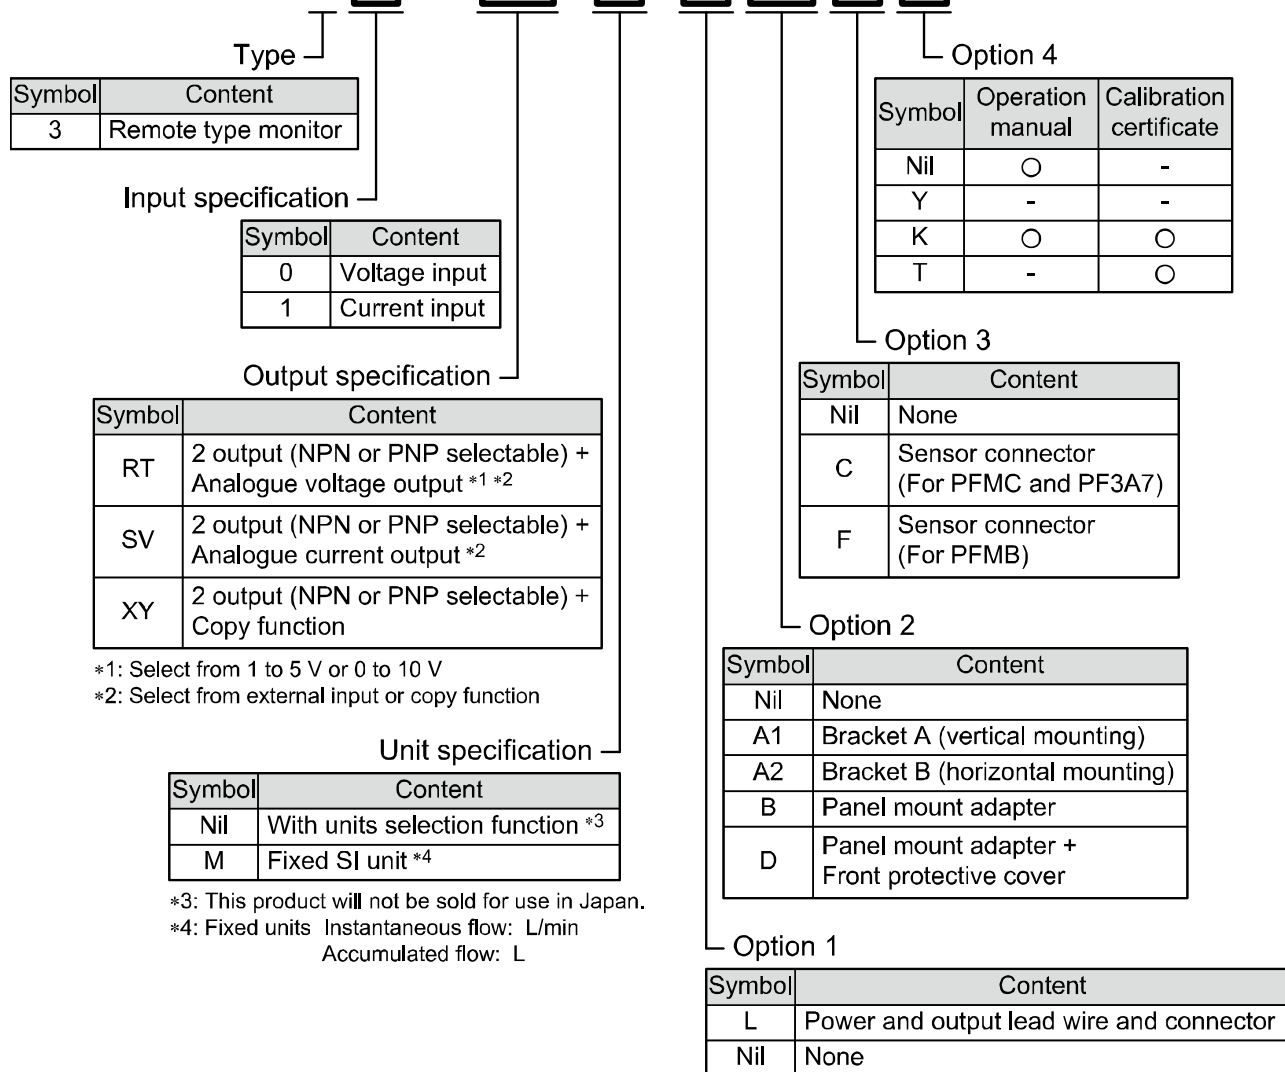 Type
Symbol Content
3 Remote type monitor
Input specification
Symbol Content
0 Voltage input
1 Current input
Output specification
Symbol Content
RT 2 output (NPN or PNP selectable) +
Analogue voltage output *1 *2
SV 2 output (NPN or PNP selectable) +
Analogue current output *2
XY 2 output (NPN or PNP selectable) +
Copy function
*1: Select from 1 to 5 V or 0 to 10 V
*2: Select from external input or copy function
Unit specification
Symbol Content
Nil With units selection function *3
M Fixed SI unit *4
*3: This product will not be sold for use in Japan.
*4: Fixed units Instantaneous flow: L/min
Accumulated flow: L
Option 4
Symbol Operation manual Calibration certificate
Nil ○ -
Y - -
K ○ ○
T - ○
Option 3
Symbol Content
Nil None
C Sensor connector
(For PFMC and PF3A7)
F Sensor connector
(For PFMB)
Option 2
Symbol Content
Nil None
A1 Bracket A (vertical mounting)
A2 Bracket B (horizontal mounting)
B Panel mount adapter
D Panel mount adapter +
Front protective cover
Option 1
Symbol Content
L Power and output lead wire and connector
Nil None